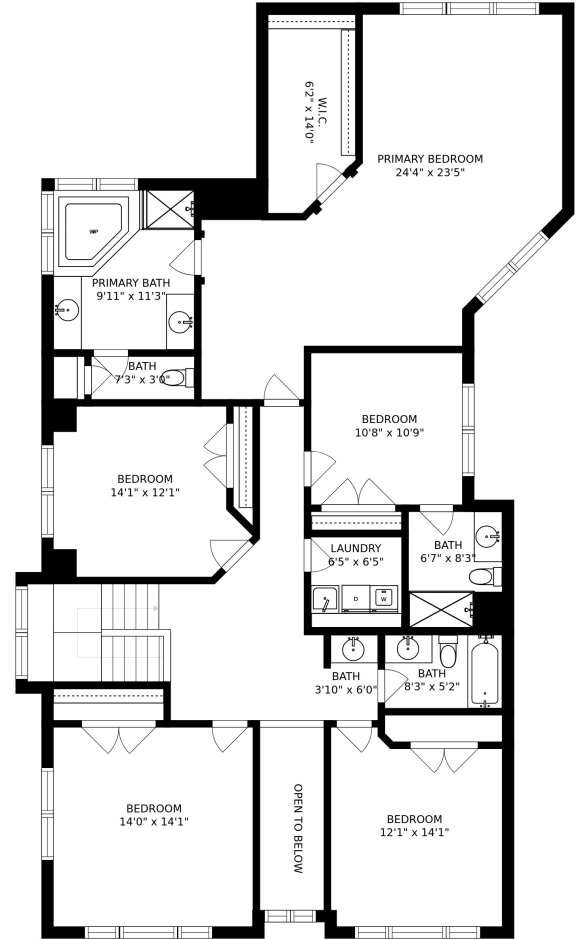 W.I.C.
6'2" x 14'0"
PRIMARY BEDROOM
24'4" x 23'5"
PRIMARY BATH
9'11" x 11'3"
BATH
7'3" x 3'0"
BEDROOM
10'8" x 10'9"
BEDROOM
14'1" x 12'1"
LAUNDRY
6'5" x 6'5"
D
W
BATH
6'7" x 8'3"
BATH
3'10" x 6'0"
BATH
8'3" x 5'2"
BEDROOM
14'0" x 14'1"
OPEN TO BELOW
BEDROOM
12'1" x 14'1"